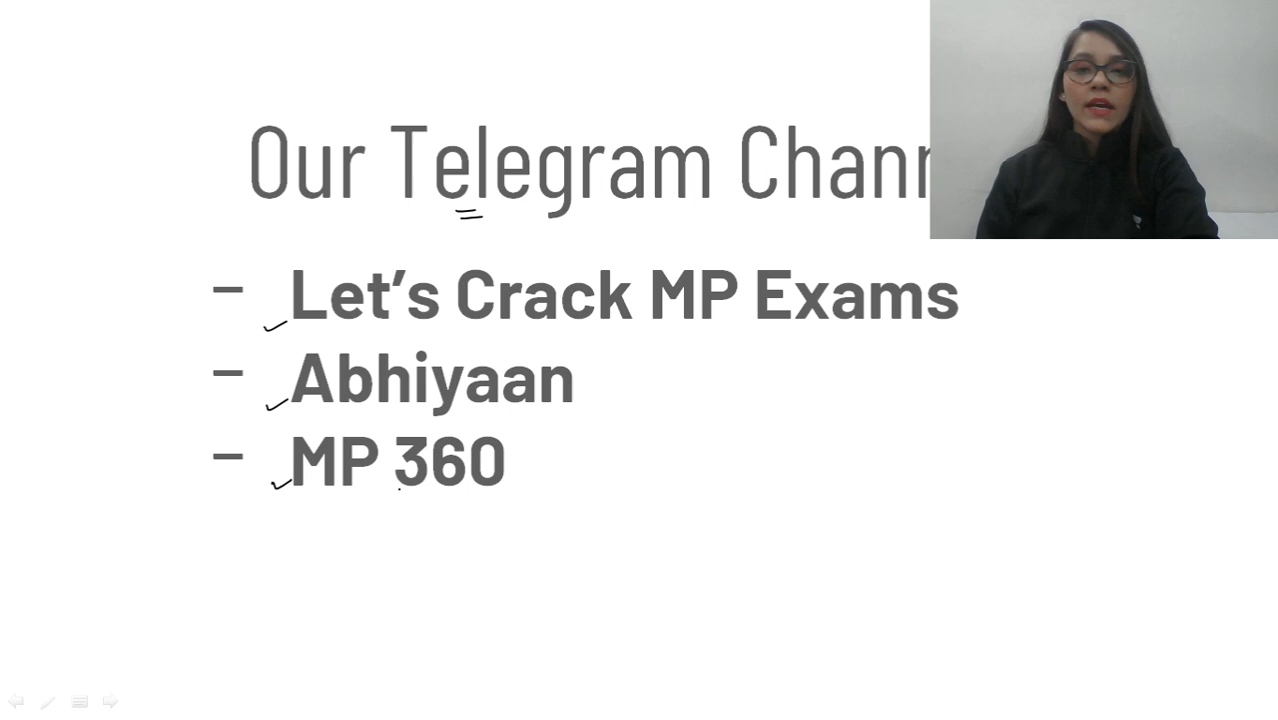 Our Telegram Chann
– Let’s Crack MP Exams
– Abhiyaan
– MP 360